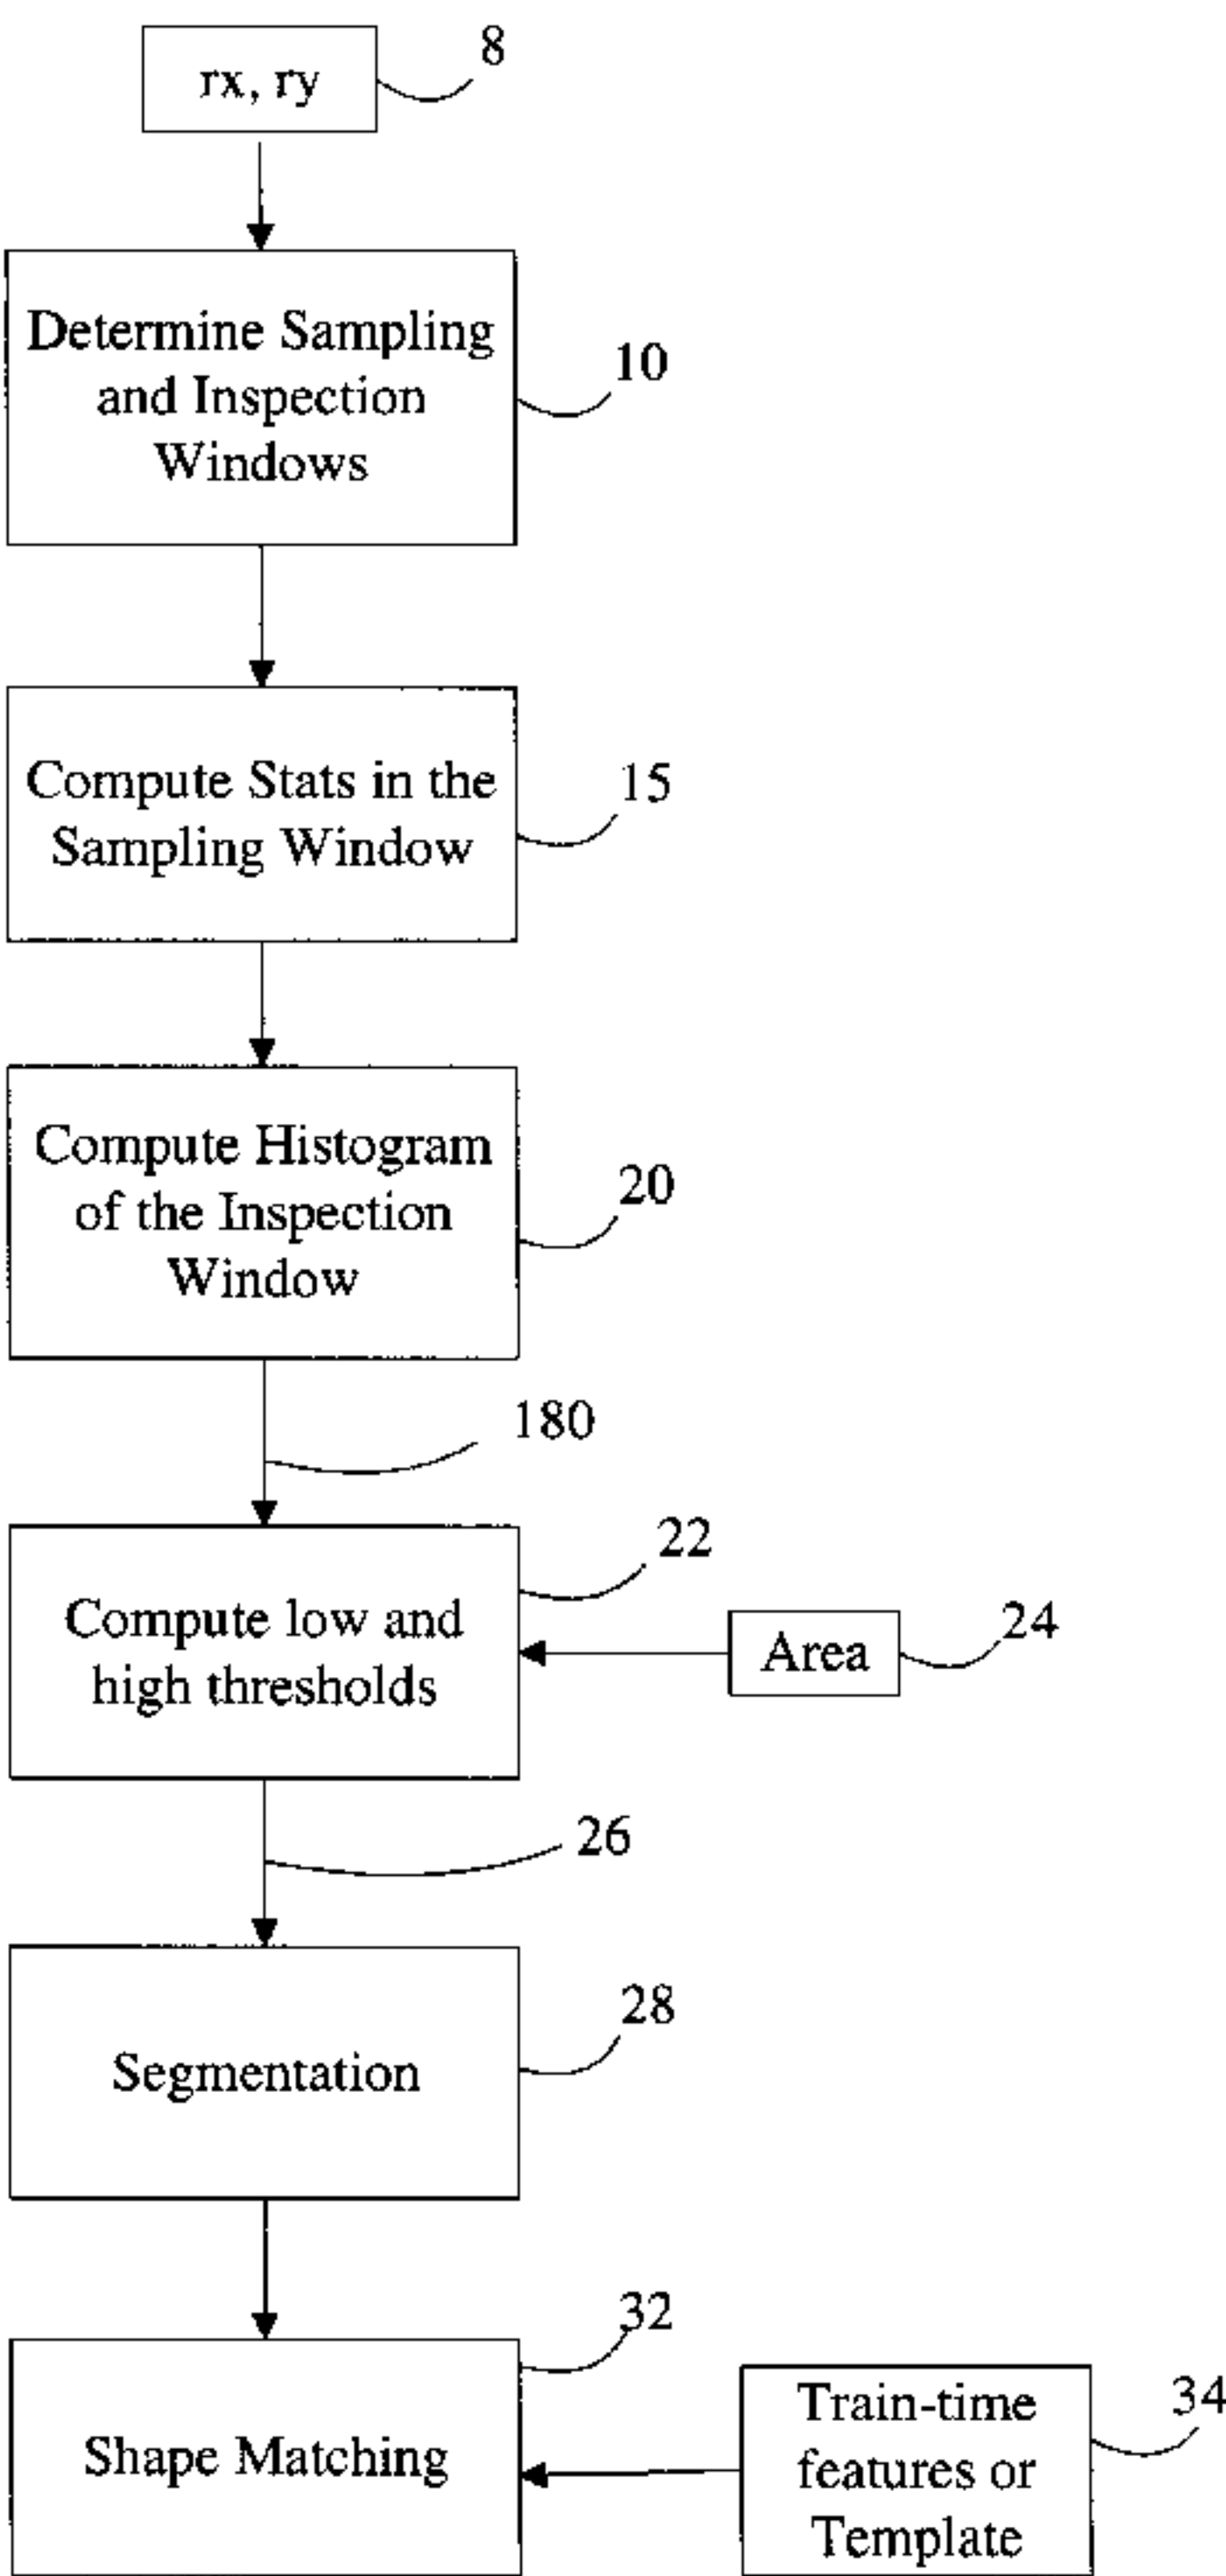 rx, ry
8
Determine Sampling
and Inspection
Windows
10
Compute Stats in the
Sampling Window
15
Compute Histogram
of the Inspection
Window
20
180
Compute low and
high thresholds
22
Area
24
26
Segmentation
28
Shape Matching
32
Train-time
features or
Template
34